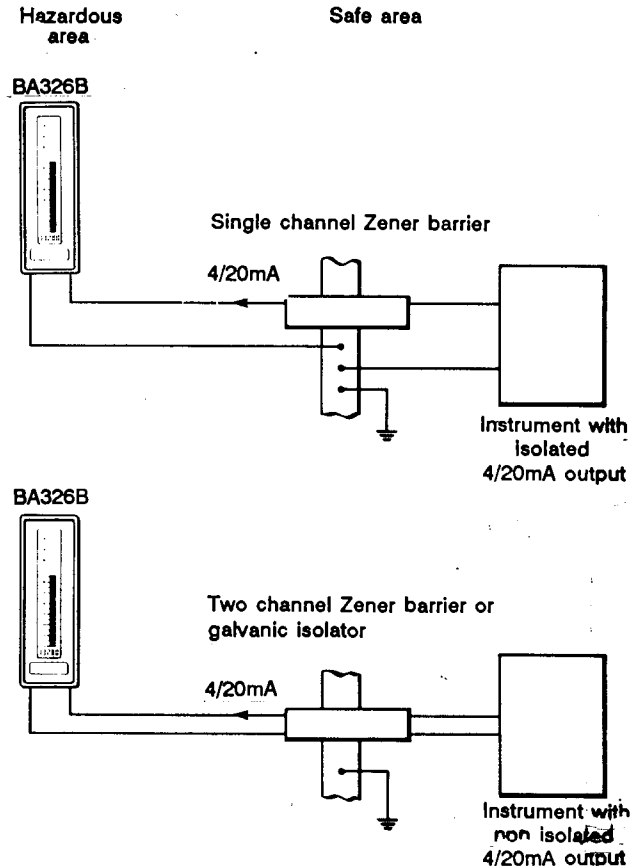 Hazardous
area
Safe area
BA326B
Single channel Zener barrier
4/20mA
Instrument with
isolated
4/20mA output
BA326B
Two channel Zener barrier or
galvanic isolator
4/20mA
Instrument with
non isolated
4/20mA output